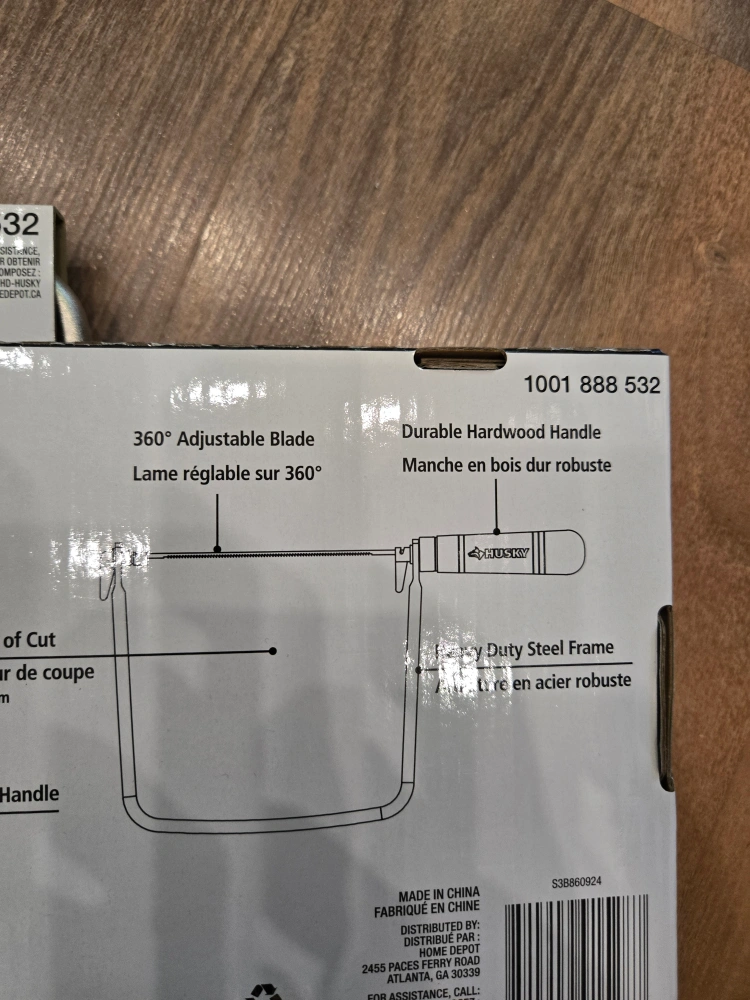 532
SISTANCE,
R OBTENIR
OMPOSEZ :
HD-HUSKY
EDEPOT.CA
1001 888 532
360° Adjustable Blade
Lame réglable sur 360°
Durable Hardwood Handle
Manche en bois dur robuste
HUSKY
of Cut
ur de coupe
m
Heavy Duty Steel Frame
en acier robuste
Handle
S3B860924
MADE IN CHINA
FABRIQUÉ EN CHINE
DISTRIBUTED BY:
DISTRIBUÉ PAR :
HOME DEPOT
2455 PACES FERRY ROAD
ATLANTA, GA 30339
FOR ASSISTANCE, CALL: